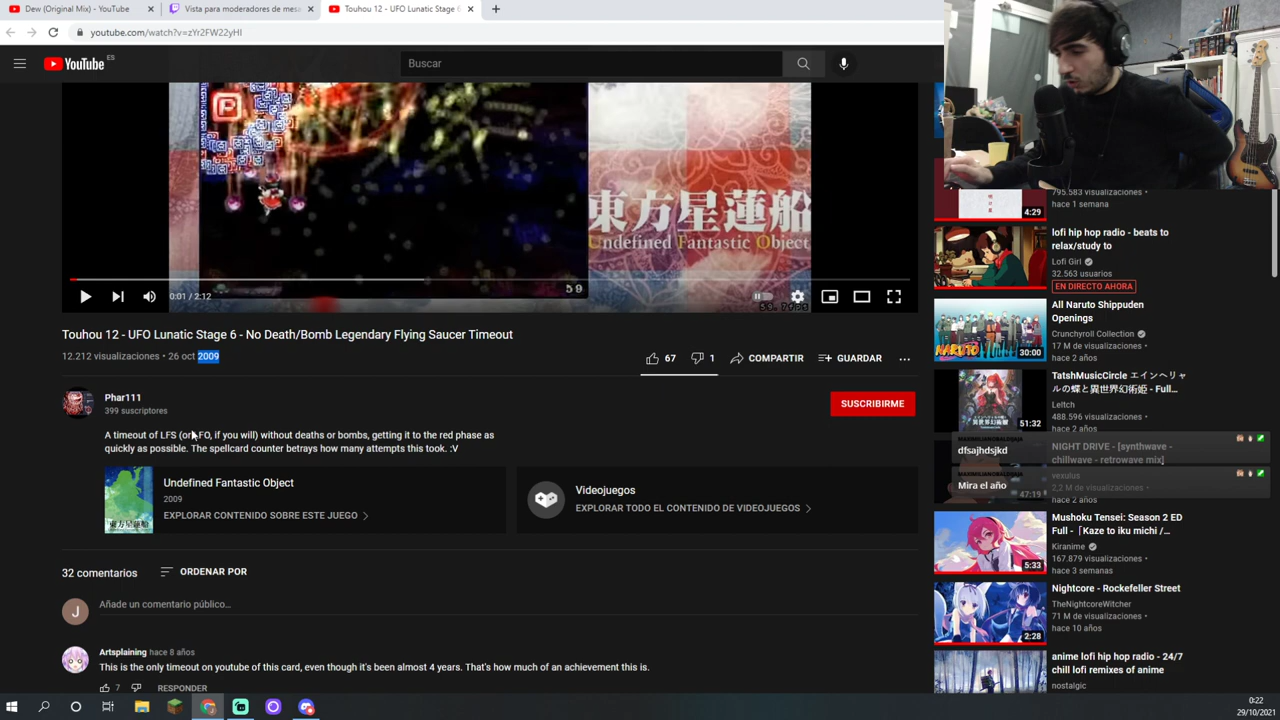 Dew (Original Mix) - YouTube
Vista para moderadores de mesa
Touhou 12 - UFO Lunatic Stage 6
youtube.com/watch?v=zYr2FW22yHI
YouTube ES
Buscar
P
東方星蓮船
Undefined Fantastic Object
59
0:01 / 2:12
Touhou 12 - UFO Lunatic Stage 6 - No Death/Bomb Legendary Flying Saucer Timeout
12.212 visualizaciones • 26 oct 2009
67
1
COMPARTIR
GUARDAR
Phar111
399 suscriptores
SUSCRIBIRME
A timeout of LFS (or FO, if you will) without deaths or bombs, getting it to the red phase as
quickly as possible. The spellcard counter betrays how many attempts this took. :V
Undefined Fantastic Object
2009
EXPLORAR CONTENIDO SOBRE ESTE JUEGO
東方星蓮船
Videojuegos
EXPLORAR TODO EL CONTENIDO DE VIDEOJUEGOS
32 comentarios
ORDENAR POR
J
Añade un comentario público...
Artsplaining hace 8 años
This is the only timeout on youtube of this card, even though it's been almost 4 years. That's how much of an achievement this is.
7
RESPONDER
795.583 visualizaciones •
hace 1 semana
4:29
lofi hip hop radio - beats to
relax/study to
Lofi Girl
32.563 usuarios
EN DIRECTO AHORA
All Naruto Shippuden
Openings
Crunchyroll Collection
17 M de visualizaciones •
hace 2 años
NARUTO
30:00
TatshMusicCircle エインヘリャ
ルの蝶と異世界幻術姫 - Full...
Leltch
488.596 visualizaciones •
hace 2 años
51:32
NIGHT DRIVE - [synthwave -
chillwave - retrowave mix]
vexulus
2,2 M de visualizaciones •
hace 2 años
47:19
dfsajhdsjkd
Mira el año
Mushoku Tensei: Season 2 ED
Full -「Kaze to iku michi /...
Kiranime
167.879 visualizaciones •
hace 3 semanas
5:33
Nightcore - Rockefeller Street
TheNightcoreWitcher
71 M de visualizaciones •
hace 10 años
2:28
anime lofi hip hop radio - 24/7
chill lofi remixes of anime
nostalgic
0:22
29/10/2021